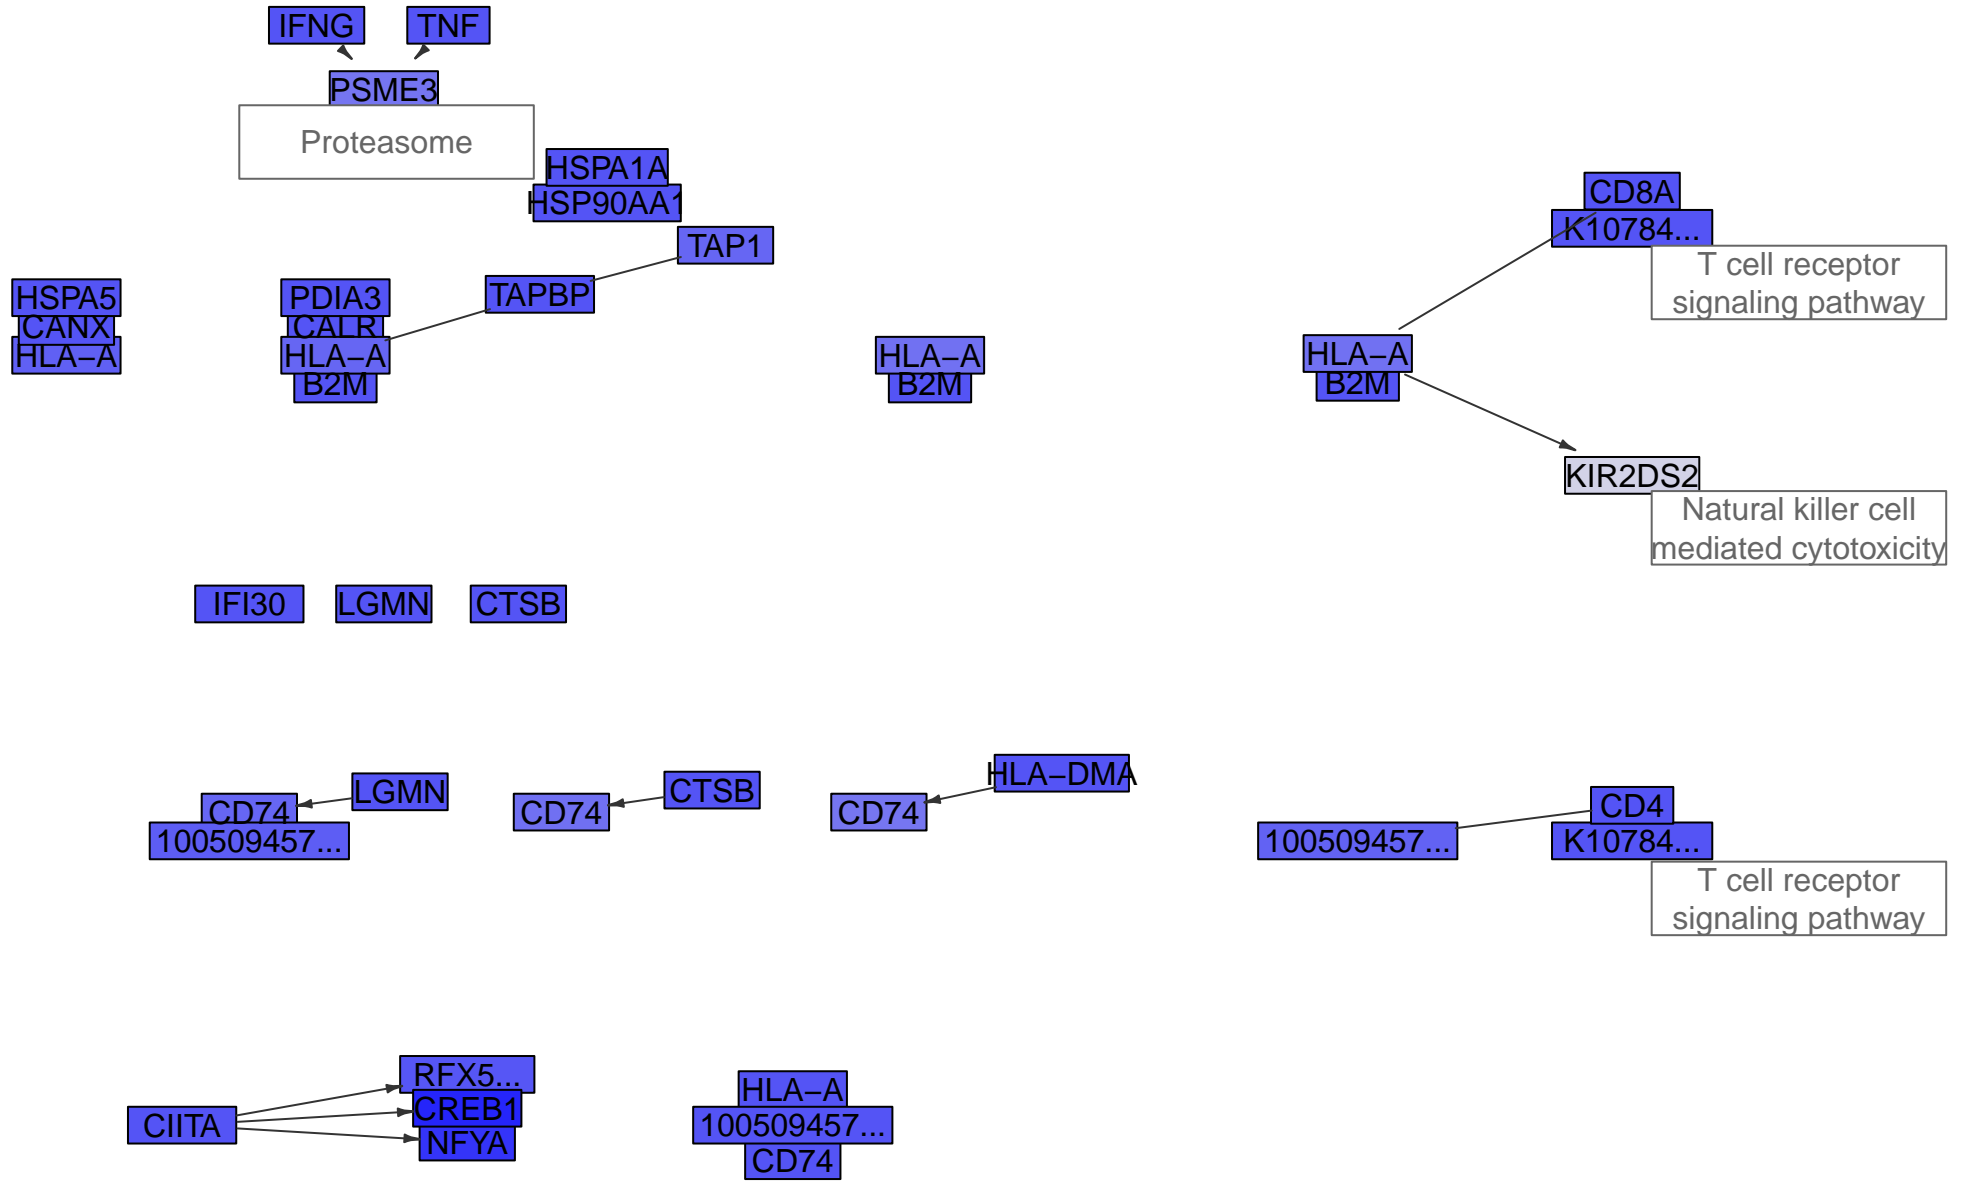 IFNG
TNF
PSME3
Proteasome
HSPA1A
HSP90AA1
TAP1
TAPBP
CD8A
K10784...
T cell receptor
signaling pathway
HSPA5
CANX
HLA−A
PDIA3
CALR
HLA−A
B2M
HLA−A
B2M
HLA−A
B2M
KIR2DS2
Natural killer cell
mediated cytotoxicity
IFI30
LGMN
CTSB
LGMN
CD74
100509457...
CTSB
CD74
HLA−DMA
CD74
CD4
100509457...
K10784...
T cell receptor
signaling pathway
CIITA
RFX5...
CREB1
NFYA
HLA−A
100509457...
CD74